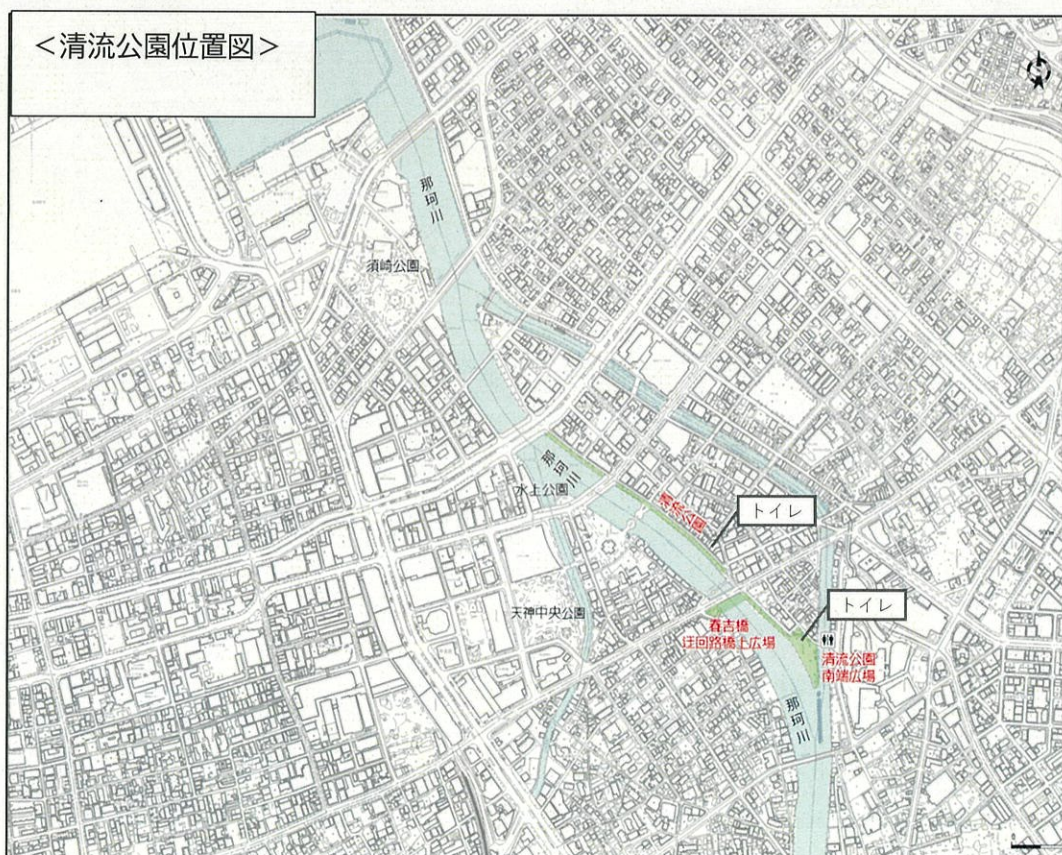 ＜清流公園位置図＞
那珂川
須崎公園
那珂川
水上公園
清流公園
トイレ
天神中央公園
トイレ
春吉橋
迂回路橋上広場
清流公園
南端広場
那珂川